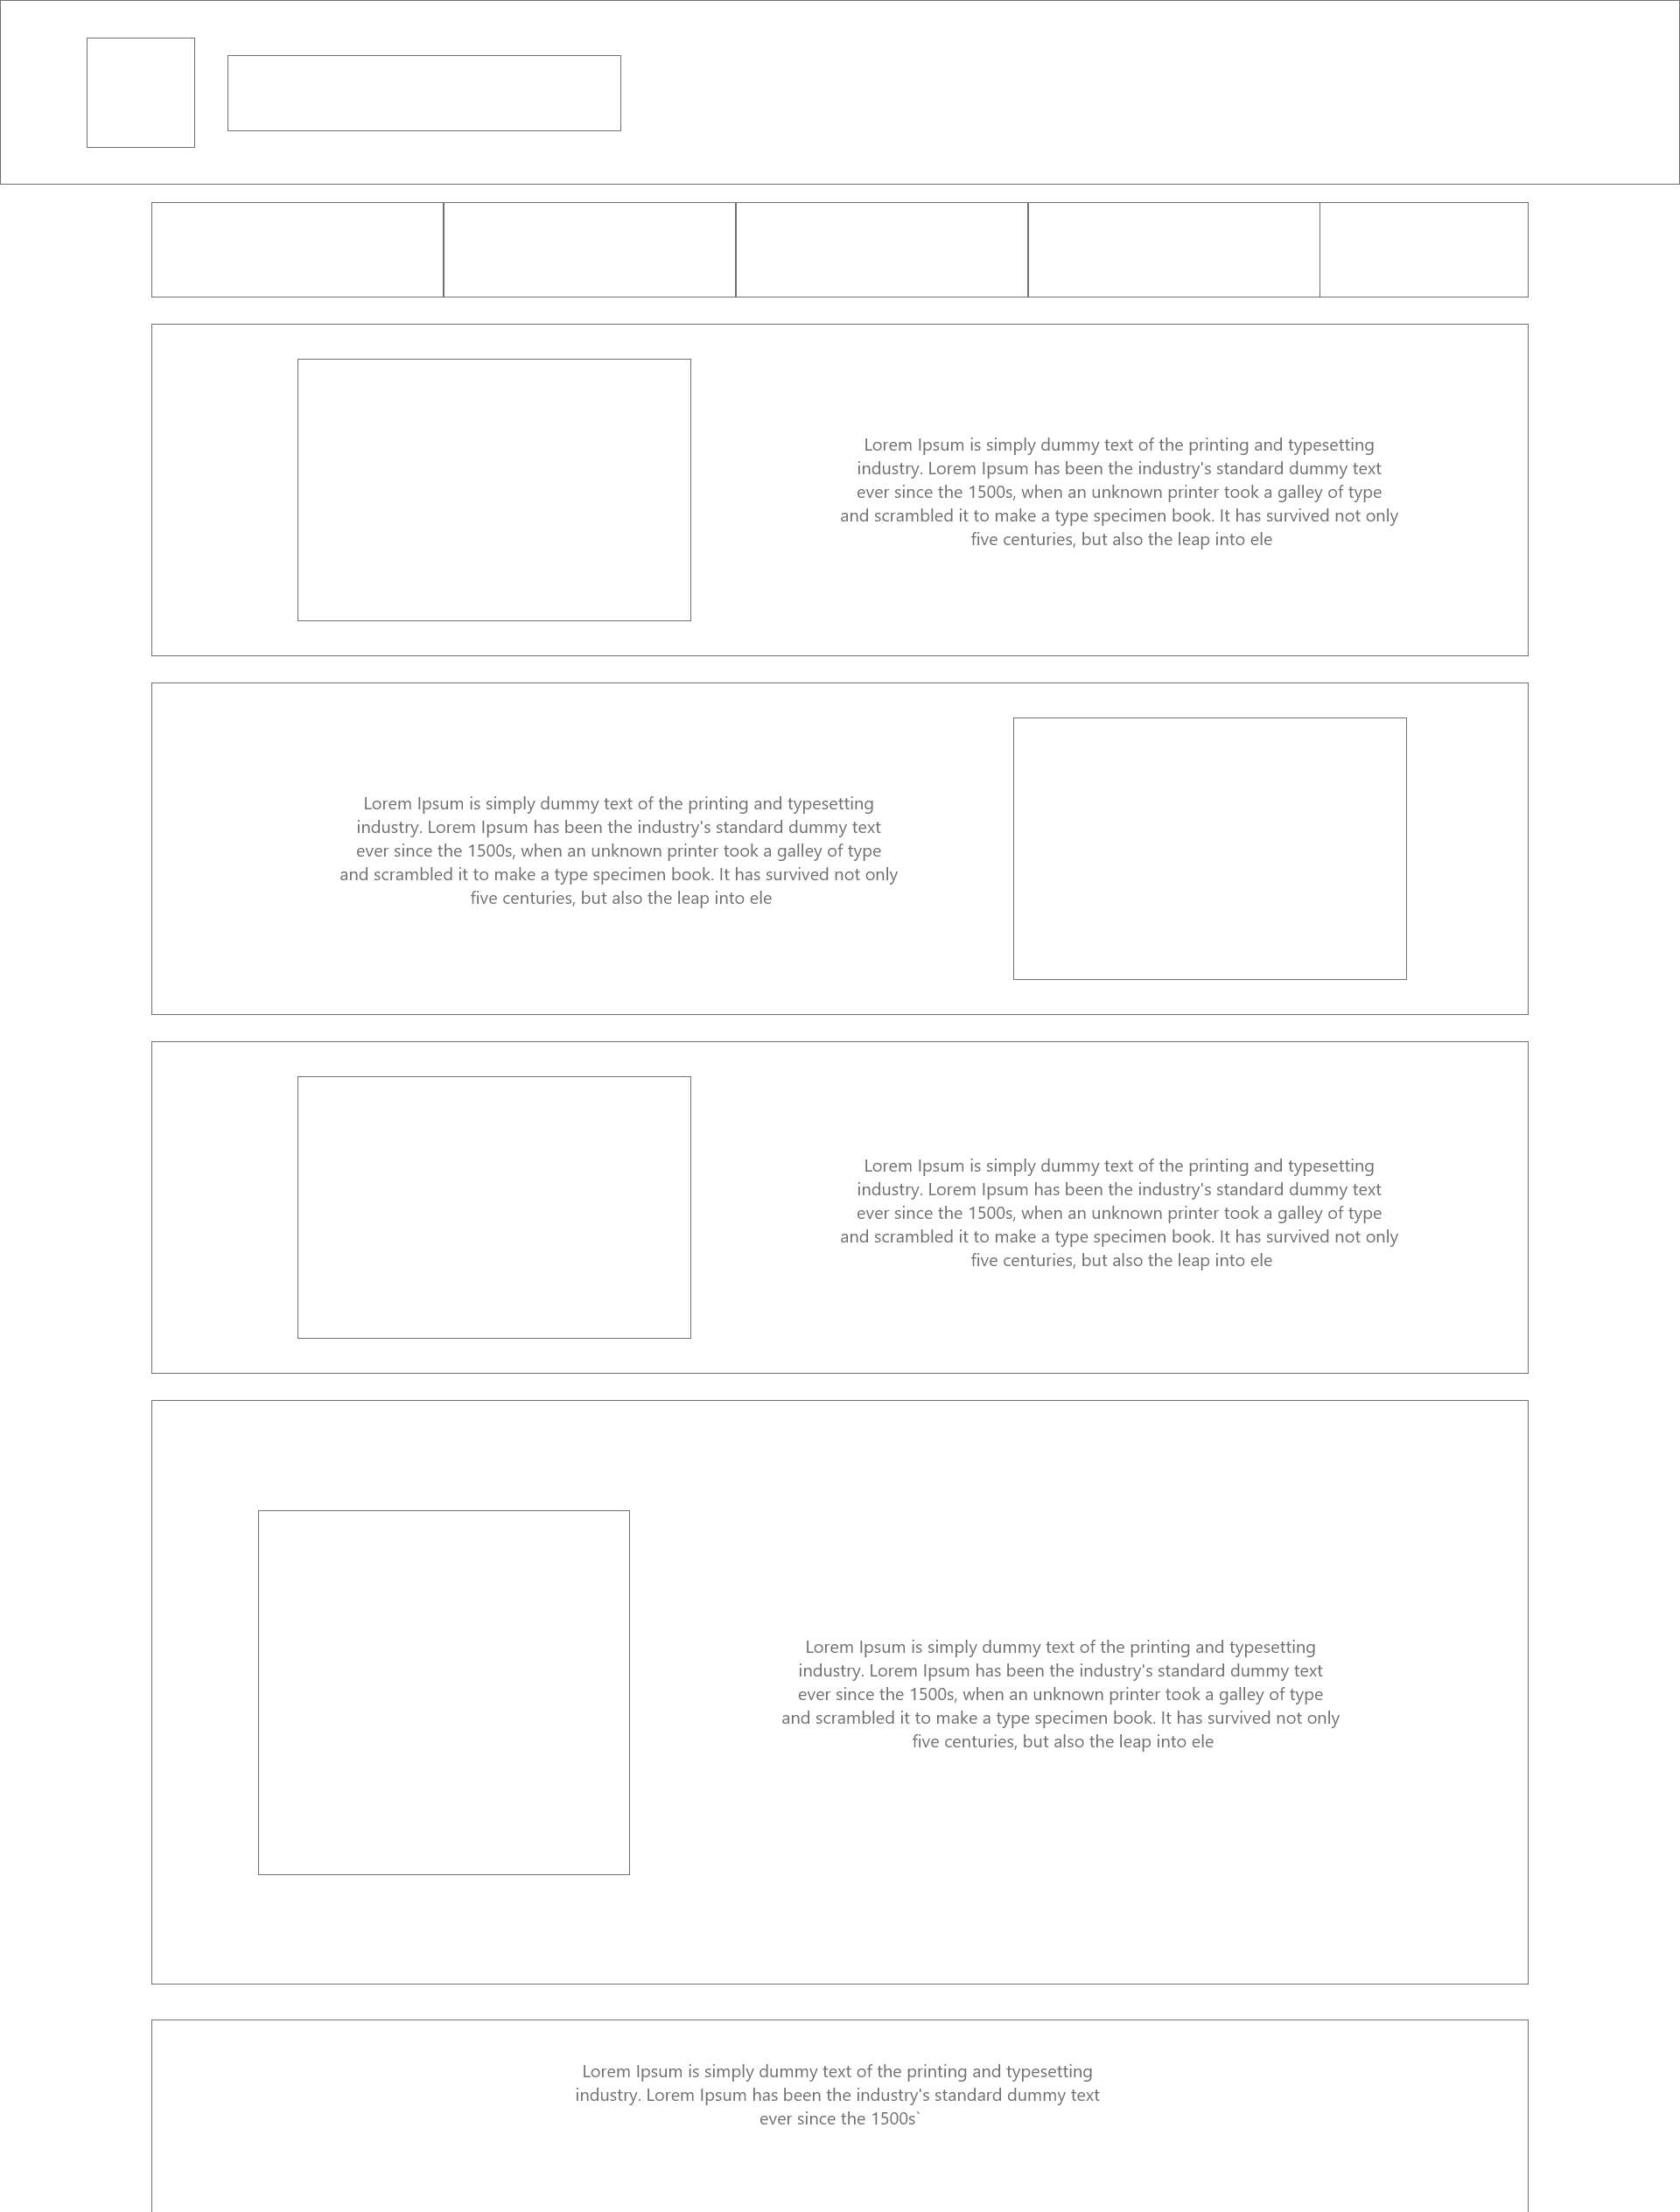 Lorem Ipsum is simply dummy text of the printing and typesetting
industry. Lorem Ipsum has been the industry's standard dummy text
ever since the 1500s, when an unknown printer took a galley of type
and scrambled it to make a type specimen book. It has survived not only
five centuries, but also the leap into ele
Lorem Ipsum is simply dummy text of the printing and typesetting
industry. Lorem Ipsum has been the industry's standard dummy text
ever since the 1500s, when an unknown printer took a galley of type
and scrambled it to make a type specimen book. It has survived not only
five centuries, but also the leap into ele
Lorem Ipsum is simply dummy text of the printing and typesetting
industry. Lorem Ipsum has been the industry's standard dummy text
ever since the 1500s, when an unknown printer took a galley of type
and scrambled it to make a type specimen book. It has survived not only
five centuries, but also the leap into ele
Lorem Ipsum is simply dummy text of the printing and typesetting
industry. Lorem Ipsum has been the industry's standard dummy text
ever since the 1500s, when an unknown printer took a galley of type
and scrambled it to make a type specimen book. It has survived not only
five centuries, but also the leap into ele
Lorem Ipsum is simply dummy text of the printing and typesetting
industry. Lorem Ipsum has been the industry's standard dummy text
ever since the 1500s`